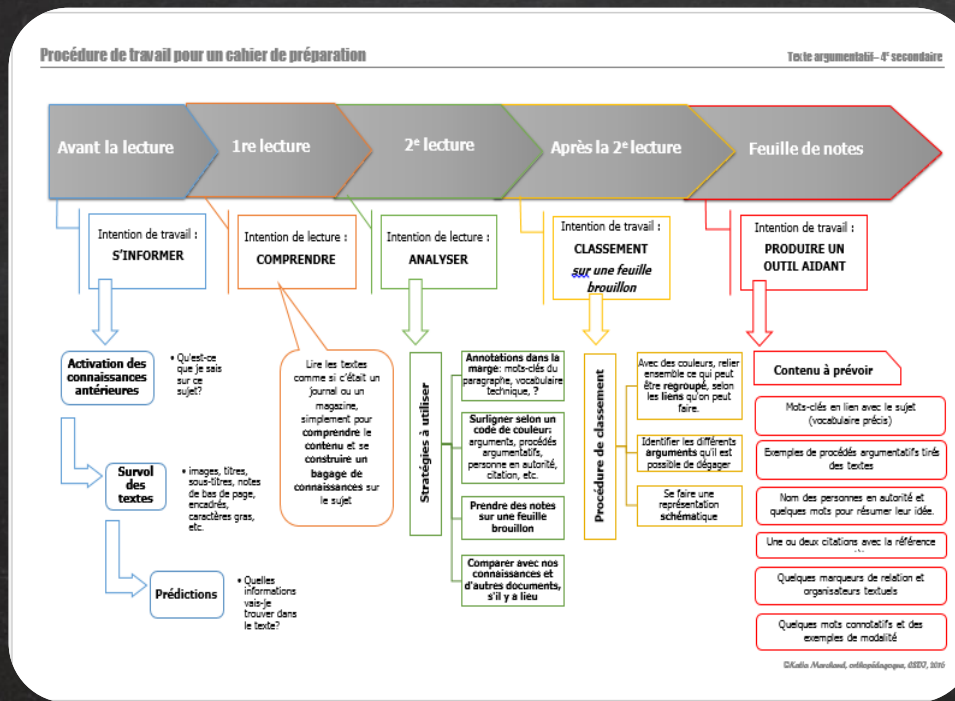 Procédure de travail pour un cahier de préparation
Texte argumentatif– 4e secondaire
Avant la lecture
1re lecture
2e lecture
Après la 2e lecture
Feuille de notes
Intention de travail :
S'INFORMER
Intention de lecture :
COMPRENDRE
Intention de lecture :
ANALYSER
Intention de travail :
CLASSEMENT
sur une feuille
brouillon
Intention de travail :
PRODUIRE UN
OUTIL AIDANT
Activation des
connaissances
antérieures
• Qu'est-ce
que je sais
sur ce
sujet?
Survol
des
textes
• images, titres,
sous-titres, notes
de bas de page,
encadrés,
caractères gras,
etc.
Prédictions
• Quelles
informations
vais-je
trouver dans
le texte?
Lire les textes
comme si c'était un
journal ou un
magazine,
simplement pour
comprendre le
contenu et se
construire un
bagage de
connaissances sur
le sujet
Stratégies à utiliser
Annotations dans la
marge: mots-clés du
paragraphe, vocabulaire
technique, ?
Surligner selon un
code de couleur:
arguments, procédés
argumentatifs,
personne en autorité,
citation, etc.
Prendre des notes
sur une feuille
brouillon
Comparer avec nos
connaissances et
d'autres documents,
s'il y a lieu
Procédure de classement
Avec des couleurs, relier
ensemble ce qui peut
être regroupé, selon
les liens qu'on peut
faire.
Identifier les différents
arguments qu'il est
possible de dégager
Se faire une
représentation
schématique
Contenu à prévoir
Mots-clés en lien avec le sujet
(vocabulaire précis)
Exemples de procédés argumentatifs tirés
des textes
Nom des personnes en autorité et
quelques mots pour résumer leur idée.
Une ou deux citations avec la référence
Quelques marqueurs de relation et
organisateurs textuels
Quelques mots connotatifs et des
exemples de modalité
©Katia Marchand, orthopédagogue, CSDJ, 2016